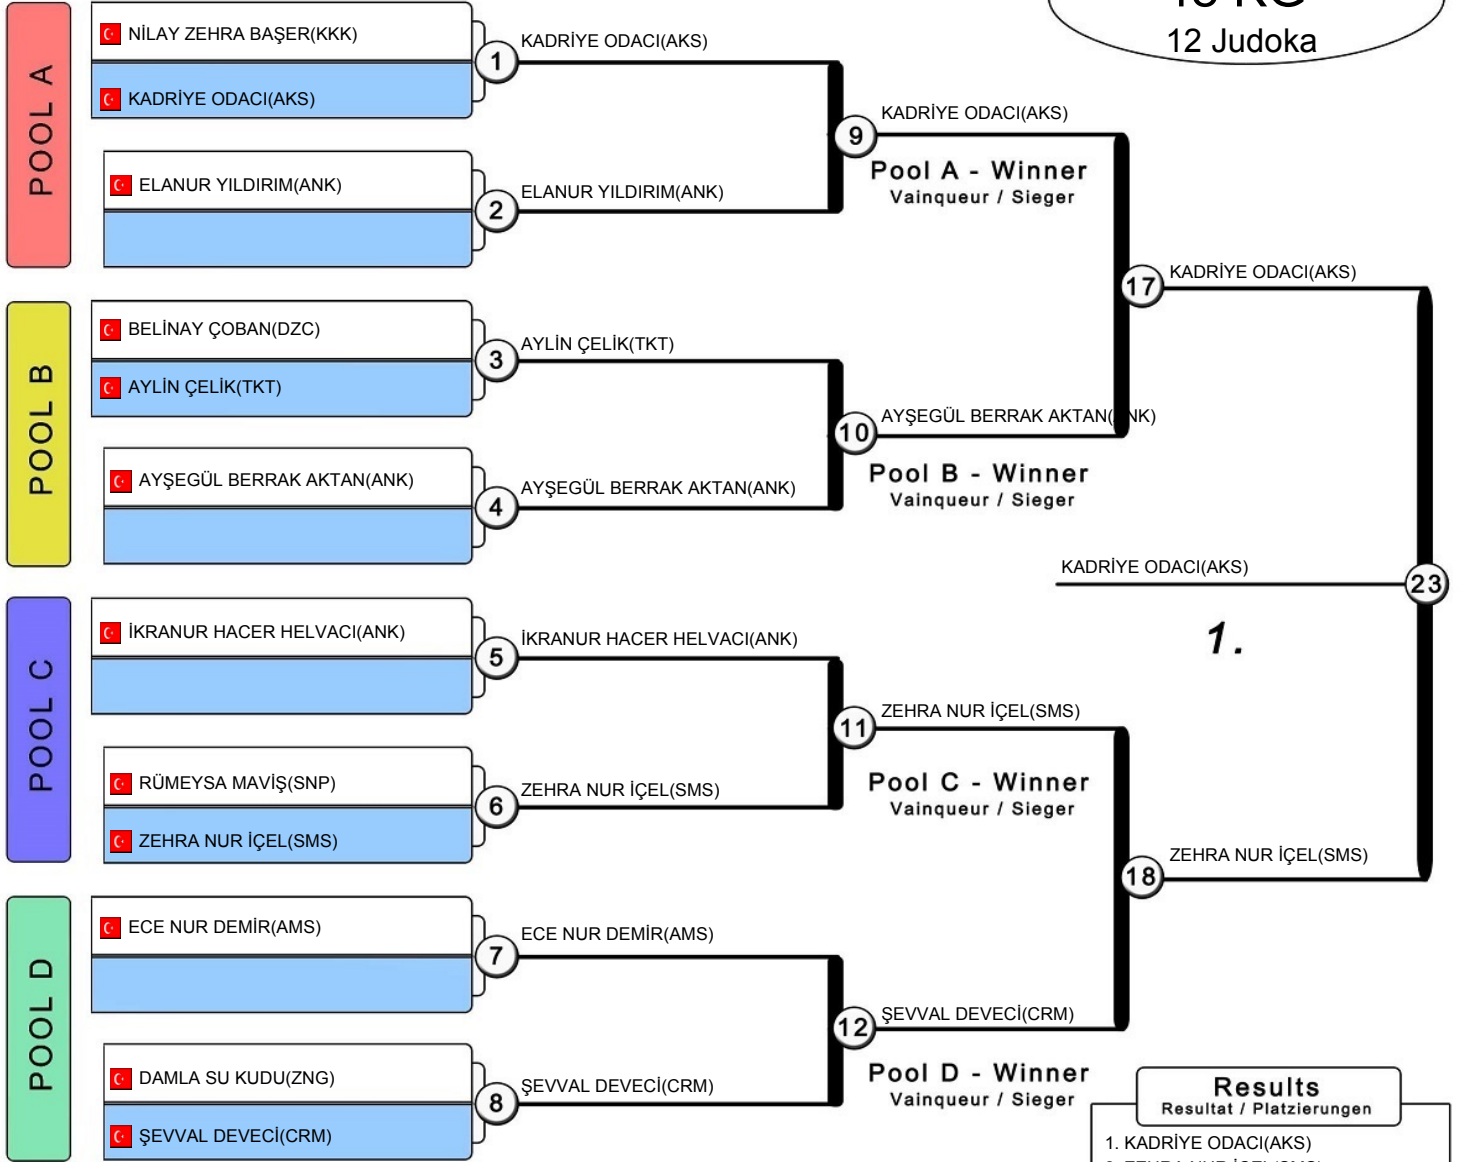 12 Judoka
POOL A
NİLAY ZEHRA BAŞER(KKK)
KADRİYE ODACI(AKS)
1
KADRİYE ODACI(AKS)
ELANUR YILDIRIM(ANK)
2
ELANUR YILDIRIM(ANK)
9
KADRİYE ODACI(AKS)
Pool A - Winner
Vainqueur / Sieger
POOL B
BELİNAY ÇOBAN(DZC)
AYLİN ÇELİK(TKT)
3
AYLİN ÇELİK(TKT)
AYŞEGÜL BERRAK AKTAN(ANK)
4
AYŞEGÜL BERRAK AKTAN(ANK)
10
AYŞEGÜL BERRAK AKTAN(ANK)
Pool B - Winner
Vainqueur / Sieger
17
KADRİYE ODACI(AKS)
POOL C
İKRANUR HACER HELVACI(ANK)
5
İKRANUR HACER HELVACI(ANK)
RÜMEYSA MAVİŞ(SNP)
ZEHRA NUR İÇEL(SMS)
6
ZEHRA NUR İÇEL(SMS)
11
ZEHRA NUR İÇEL(SMS)
Pool C - Winner
Vainqueur / Sieger
POOL D
ECE NUR DEMİR(AMS)
7
ECE NUR DEMİR(AMS)
DAMLA SU KUDU(ZNG)
ŞEVVAL DEVECİ(CRM)
8
ŞEVVAL DEVECİ(CRM)
12
ŞEVVAL DEVECİ(CRM)
Pool D - Winner
Vainqueur / Sieger
18
ZEHRA NUR İÇEL(SMS)
KADRİYE ODACI(AKS)
23
1.
Results
Resultat / Platzierungen
1. KADRİYE ODACI(AKS)